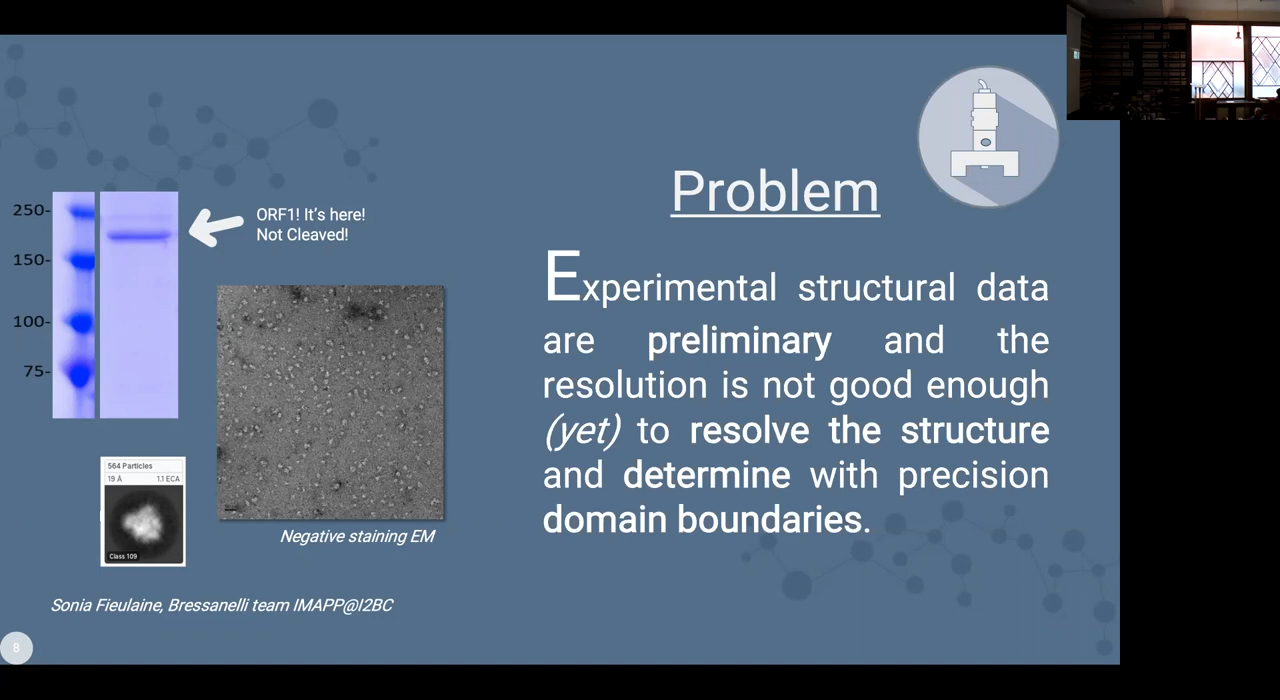 Problem
250-
150-
100-
75-
ORF1! It's here!
Not Cleaved!
564 Particles
19 Å 1.1 ECA
Class 109
Negative staining EM
Sonia Fieulaine, Bressanelli team IMAPP@I2BC
Experimental structural data
are preliminary and the
resolution is not good enough
(yet) to resolve the structure
and determine with precision
domain boundaries.
8